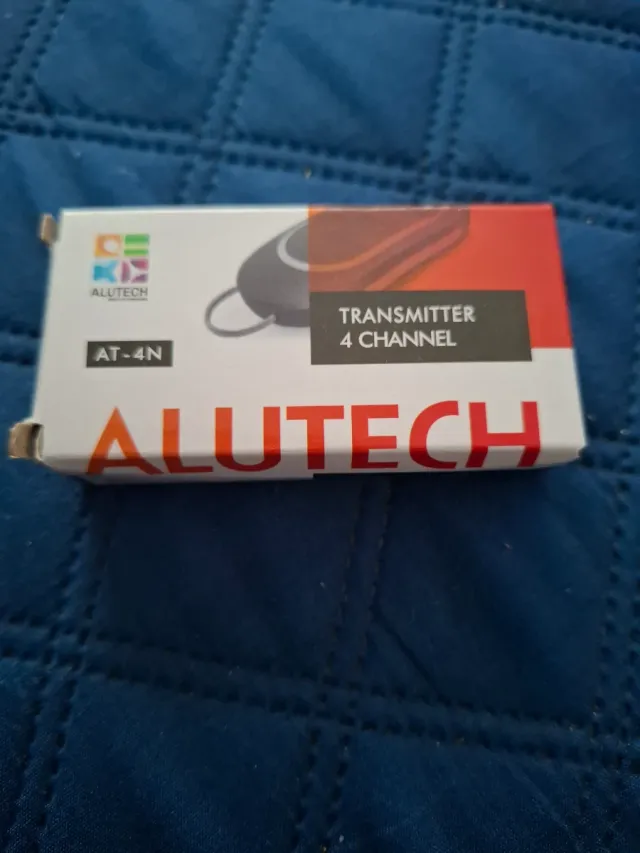 ALUTECH
AT-4N
TRANSMITTER
4 CHANNEL
ALUTECH